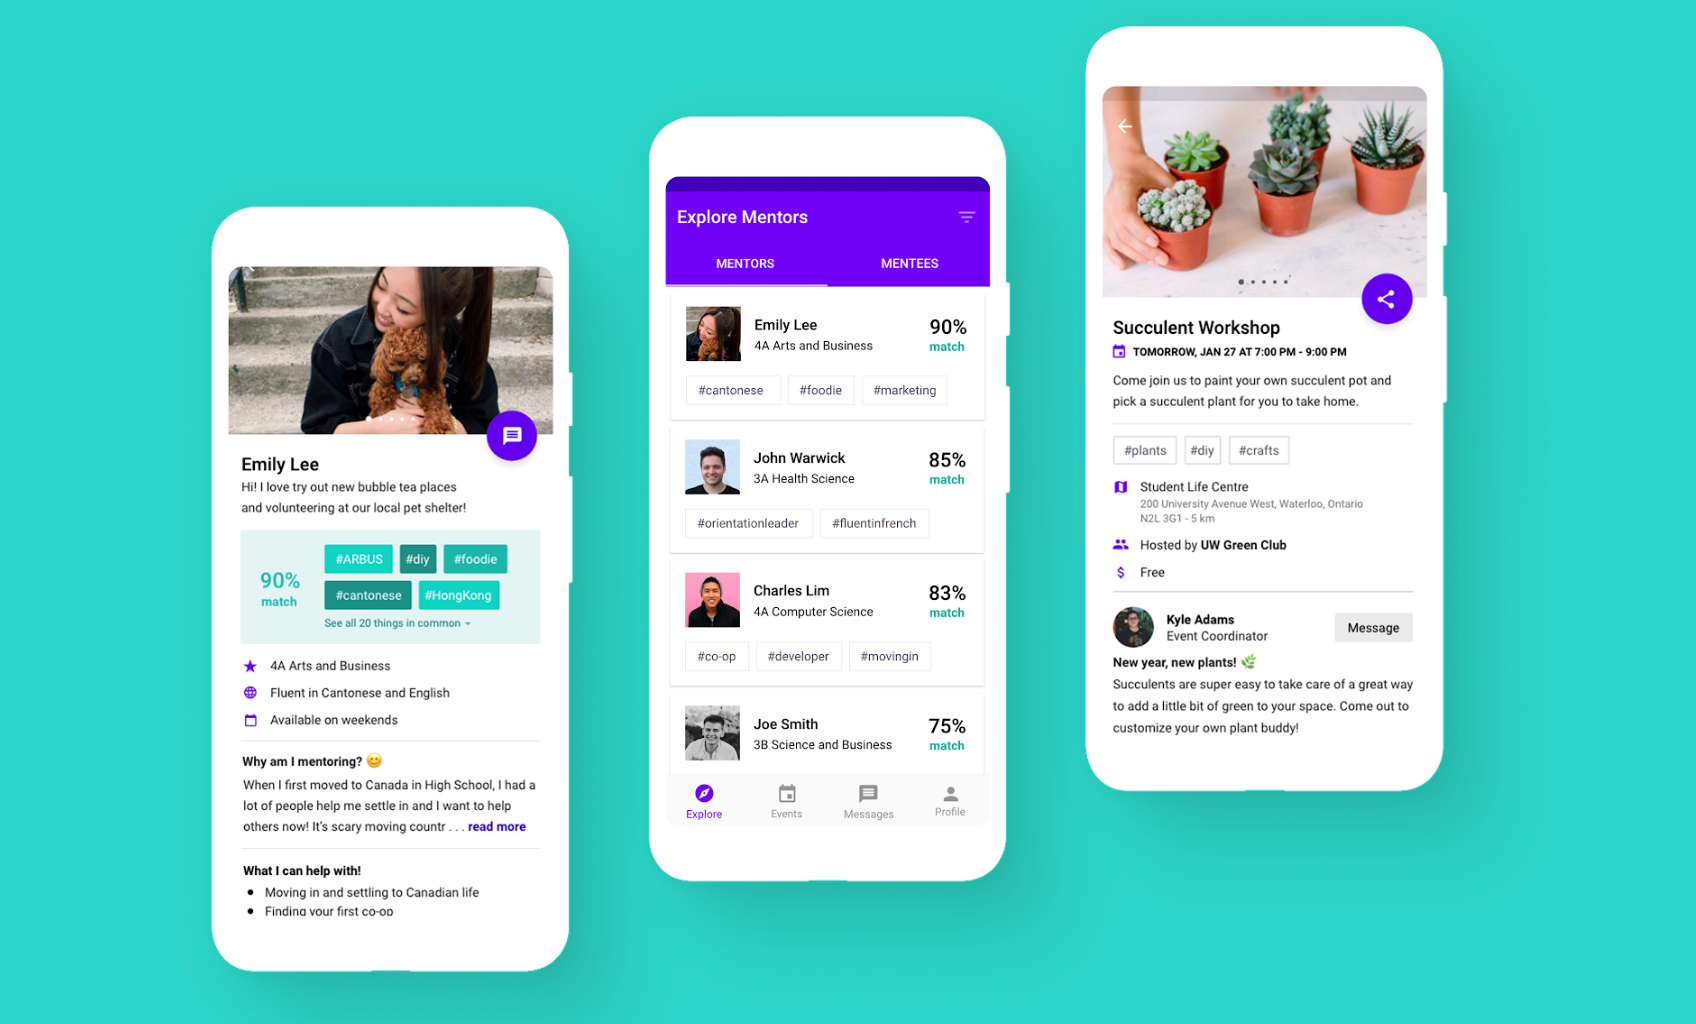 Emily Lee
Hi! I love try out new bubble tea places
and volunteering at our local pet shelter!
90%
match
#ARBUS
#diy
#foodie
#cantonese
#HongKong
See all 20 things in common
4A Arts and Business
Fluent in Cantonese and English
Available on weekends
Why am I mentoring? 😊
When I first moved to Canada in High School, I had a
lot of people help me settle in and I want to help
others now! It's scary moving countr . . . read more
What I can help with!
Moving in and settling to Canadian life
Finding your first co-op
Explore Mentors
MENTORS
MENTEES
Emily Lee
4A Arts and Business
90%
match
#cantonese
#foodie
#marketing
John Warwick
3A Health Science
85%
match
#orientationleader
#fluentinfrench
Charles Lim
4A Computer Science
83%
match
#co-op
#developer
#movingin
Joe Smith
3B Science and Business
75%
match
Explore
Events
Messages
Profile
Succulent Workshop
TOMORROW, JAN 27 AT 7:00 PM - 9:00 PM
Come join us to paint your own succulent pot and
pick a succulent plant for you to take home.
#plants
#diy
#crafts
Student Life Centre
200 University Avenue West, Waterloo, Ontario
N2L 3G1 - 5 km
Hosted by UW Green Club
$ Free
Kyle Adams
Event Coordinator
Message
New year, new plants! 🌿
Succulents are super easy to take care of a great way
to add a little bit of green to your space. Come out to
customize your own plant buddy!